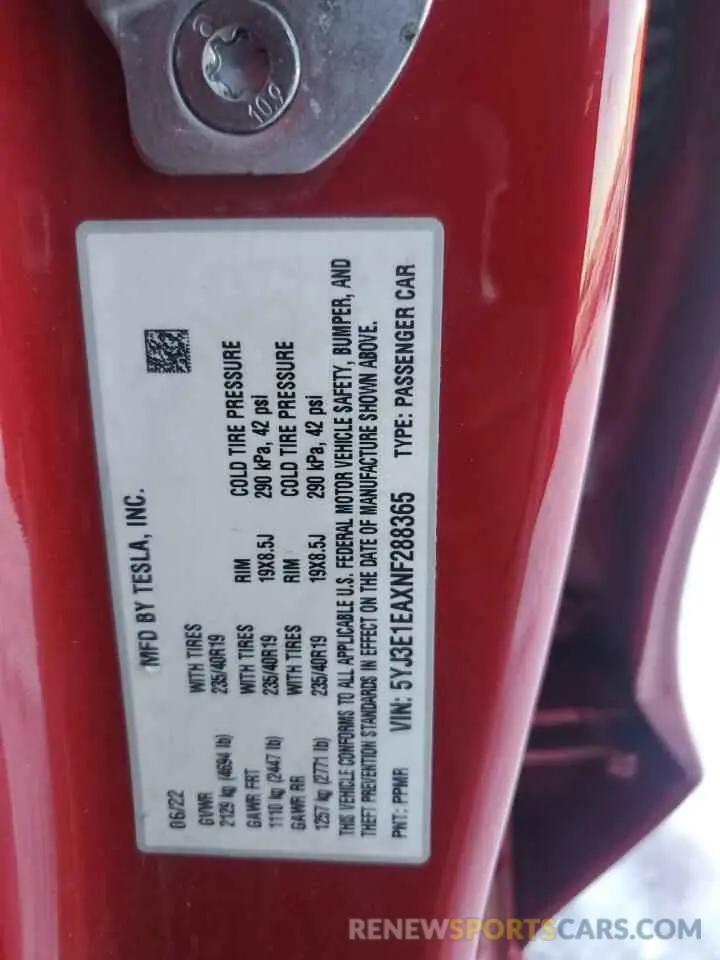 10.9
MFD BY TESLA, INC.
06/22
GVWR WITH TIRES RIM COLD TIRE PRESSURE
2129 kg (4694 lb) 235/40R19 19X8.5J 290 kPa, 42 psi
GAWR FRT WITH TIRES RIM COLD TIRE PRESSURE
1110 kg (2447 lb) 235/40R19 19X8.5J 290 kPa, 42 psi
GAWR RR WITH TIRES
1257 kg (2771 lb) 235/40R19
THIS VEHICLE CONFORMS TO ALL APPLICABLE U.S. FEDERAL MOTOR VEHICLE SAFETY, BUMPER, AND
THEFT PREVENTION STANDARDS IN EFFECT ON THE DATE OF MANUFACTURE SHOWN ABOVE.
PNT: PPMR VIN: 5YJ3E1EAXNF288365 TYPE: PASSENGER CAR
RENEWSPORTSCARS.COM